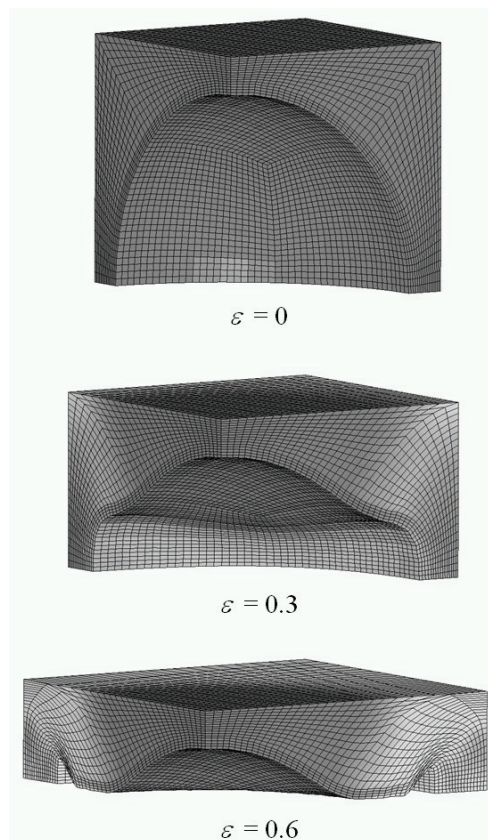 ε = 0
ε = 0.3
ε = 0.6